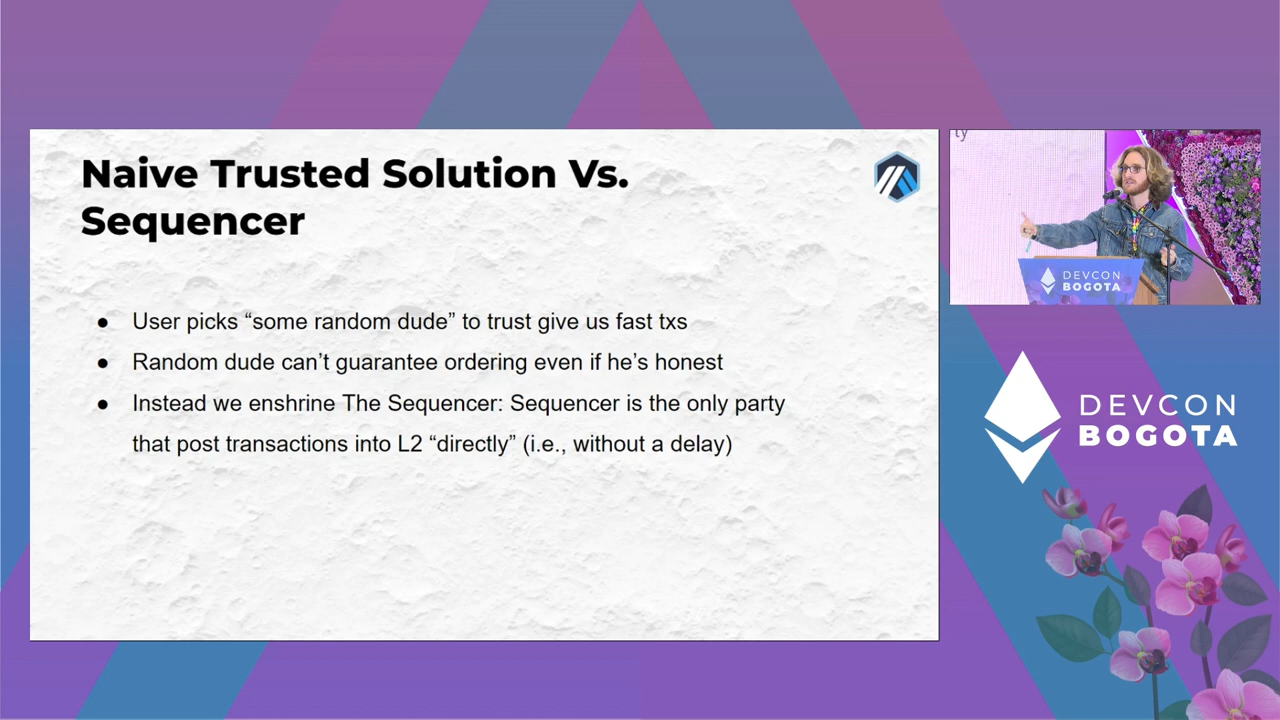 Naive Trusted Solution Vs.
Sequencer
● User picks “some random dude” to trust give us fast txs
● Random dude can’t guarantee ordering even if he’s honest
● Instead we enshrine The Sequencer: Sequencer is the only party
that post transactions into L2 “directly” (i.e., without a delay)
ty
DEVCON
BOGOTA
DEVCON
BOGOTA